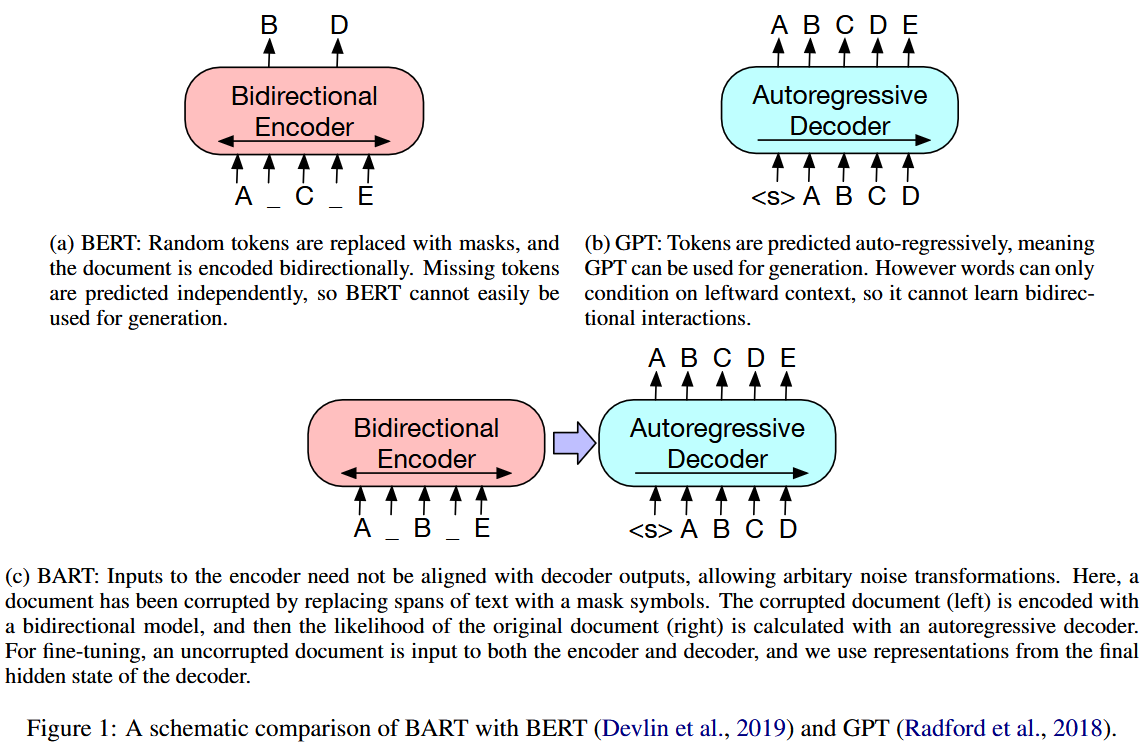 B D
Bidirectional
Encoder
A _ C _ E
(a) BERT: Random tokens are replaced with masks, and
the document is encoded bidirectionally. Missing tokens
are predicted independently, so BERT cannot easily be
used for generation.
A B C D E
Autoregressive
Decoder
<s> A B C D
(b) GPT: Tokens are predicted auto-regressively, meaning
GPT can be used for generation. However words can only
condition on leftward context, so it cannot learn bidirec-
tional interactions.
Bidirectional
Encoder
A _ B _ E
A B C D E
Autoregressive
Decoder
<s> A B C D
(c) BART: Inputs to the encoder need not be aligned with decoder outputs, allowing arbitary noise transformations. Here, a
document has been corrupted by replacing spans of text with a mask symbols. The corrupted document (left) is encoded with
a bidirectional model, and then the likelihood of the original document (right) is calculated with an autoregressive decoder.
For fine-tuning, an uncorrupted document is input to both the encoder and decoder, and we use representations from the final
hidden state of the decoder.
Figure 1: A schematic comparison of BART with BERT (Devlin et al., 2019) and GPT (Radford et al., 2018).